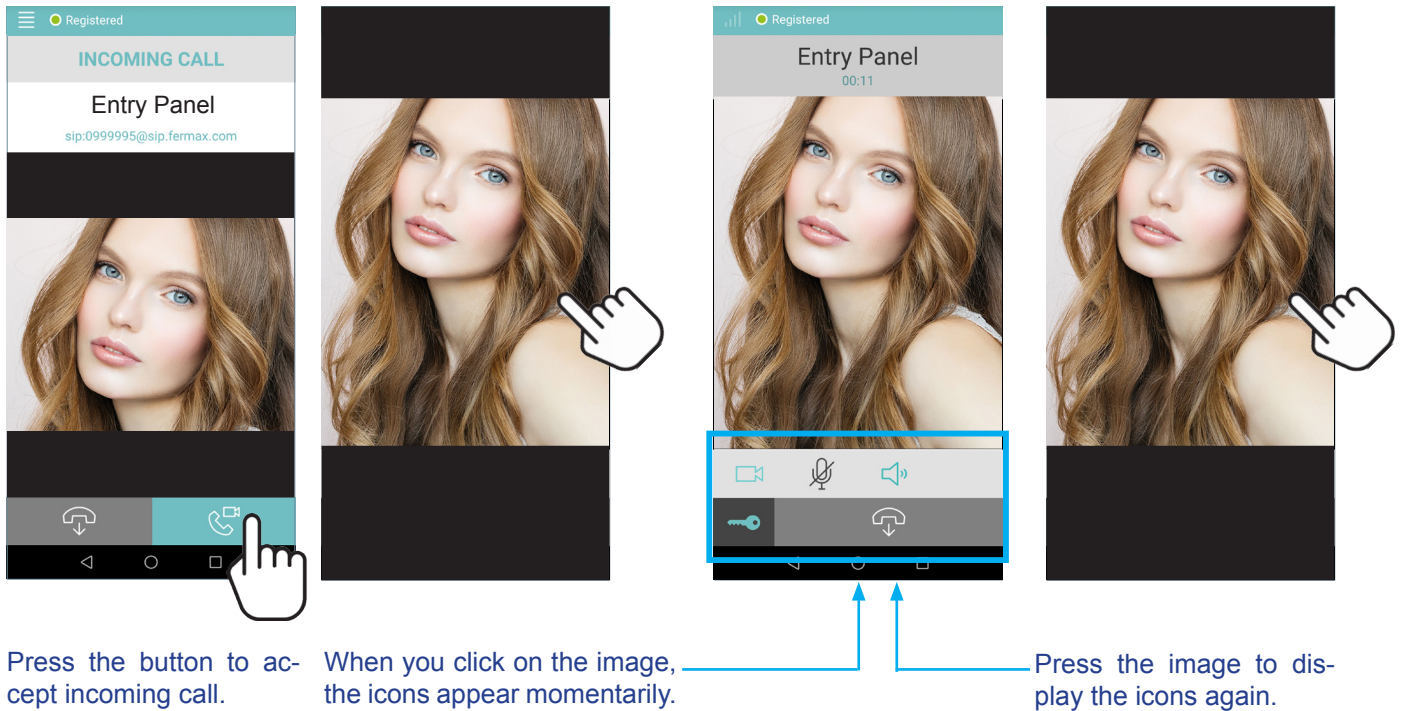 Registered
INCOMING CALL
Entry Panel
sip:0999995@sip.fermax.com
Registered
Entry Panel
00:11
Press the button to ac-
cept incoming call.
When you click on the image,
the icons appear momentarily.
Press the image to dis-
play the icons again.